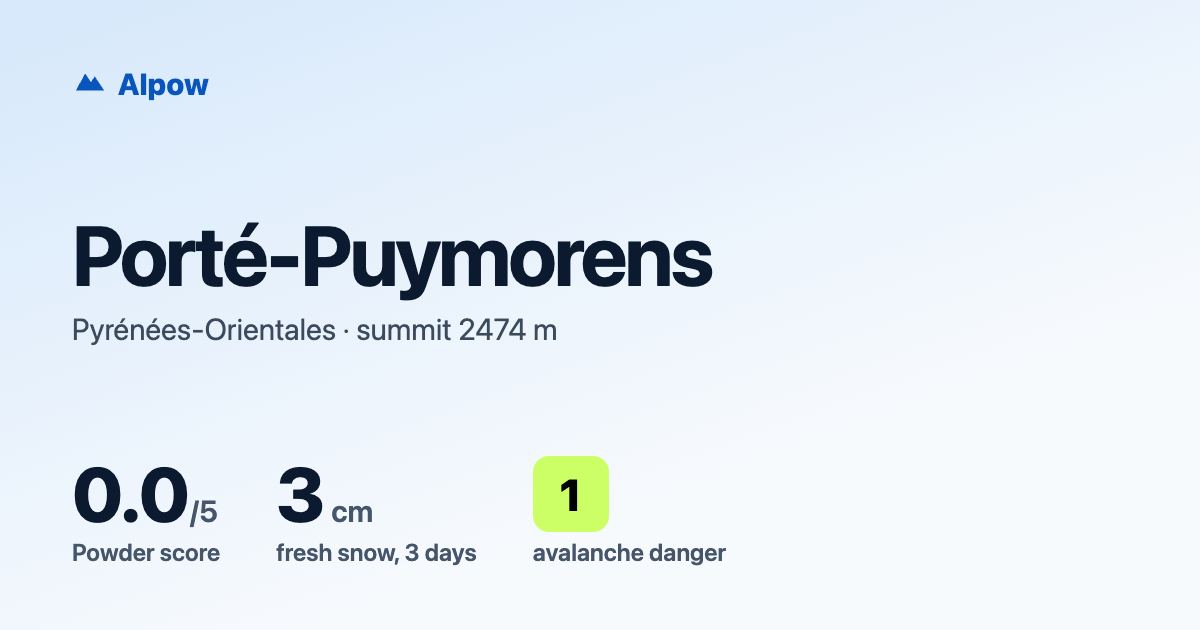 Alpow
Porté-Puymorens
Pyrénées-Orientales · summit 2474 m
0.0/5 3 cm 1
Powder score fresh snow, 3 days avalanche danger